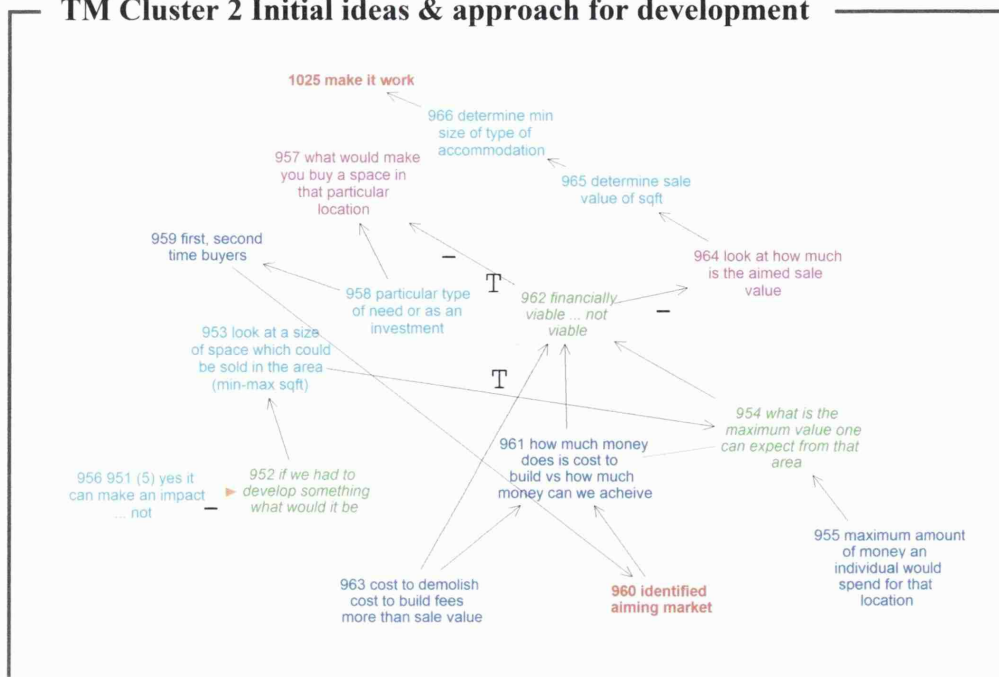 TM Cluster 2 Initial ideas & approach for development
1025 make it work
966 determine min
size of type of
accommodation
957 what would make
you buy a space in
that particular
location
965 determine sale
value of sqft
959 first, second
time buyers
964 look at how much
is the aimed sale
value
–
T
958 particular type
of need or as an
investment
962 financially
viable ... not
viable
–
953 look at a size
of space which could
be sold in the area
(min-max sqft)
T
954 what is the
maximum value one
can expect from that
area
961 how much money
does is cost to
build vs how much
money can we acheive
956 951 (5) yes it
can make an impact
... not
–
952 if we had to
develop something
what would it be
955 maximum amount
of money an
individual would
spend for that
location
963 cost to demolish
cost to build fees
more than sale value
960 identified
aiming market